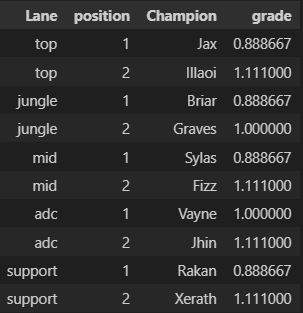 Lane position Champion grade
top 1 Jax 0.888667
top 2 Illaoi 1.111000
jungle 1 Briar 0.888667
jungle 2 Graves 1.000000
mid 1 Sylas 0.888667
mid 2 Fizz 1.111000
adc 1 Vayne 1.000000
adc 2 Jhin 1.111000
support 1 Rakan 0.888667
support 2 Xerath 1.111000